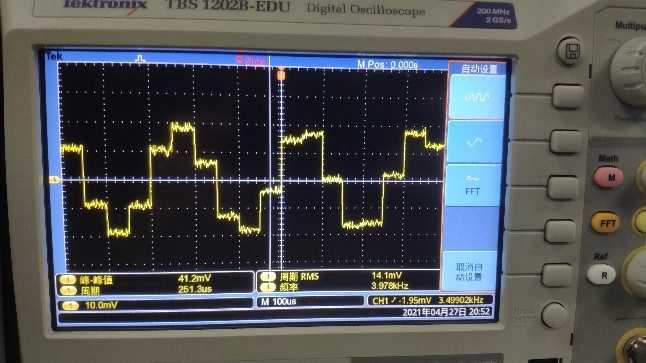 Tektronix TBS 1202B-EDU Digital Oscilloscope
200 MHz
2 GS/s
Tek
M Pos: 0.000s
自动设置
FFT
取消自
动设置
1 峰-峰值 41.2mV
1 周期 251.3us
1 周期 RMS 14.1mV
1 频率 3.978kHz
1 10.0mV
M 100us
CH1 -1.95mV 3.49902kHz
2021年04月27日 20:52
Math
M
FFT
Ref
R